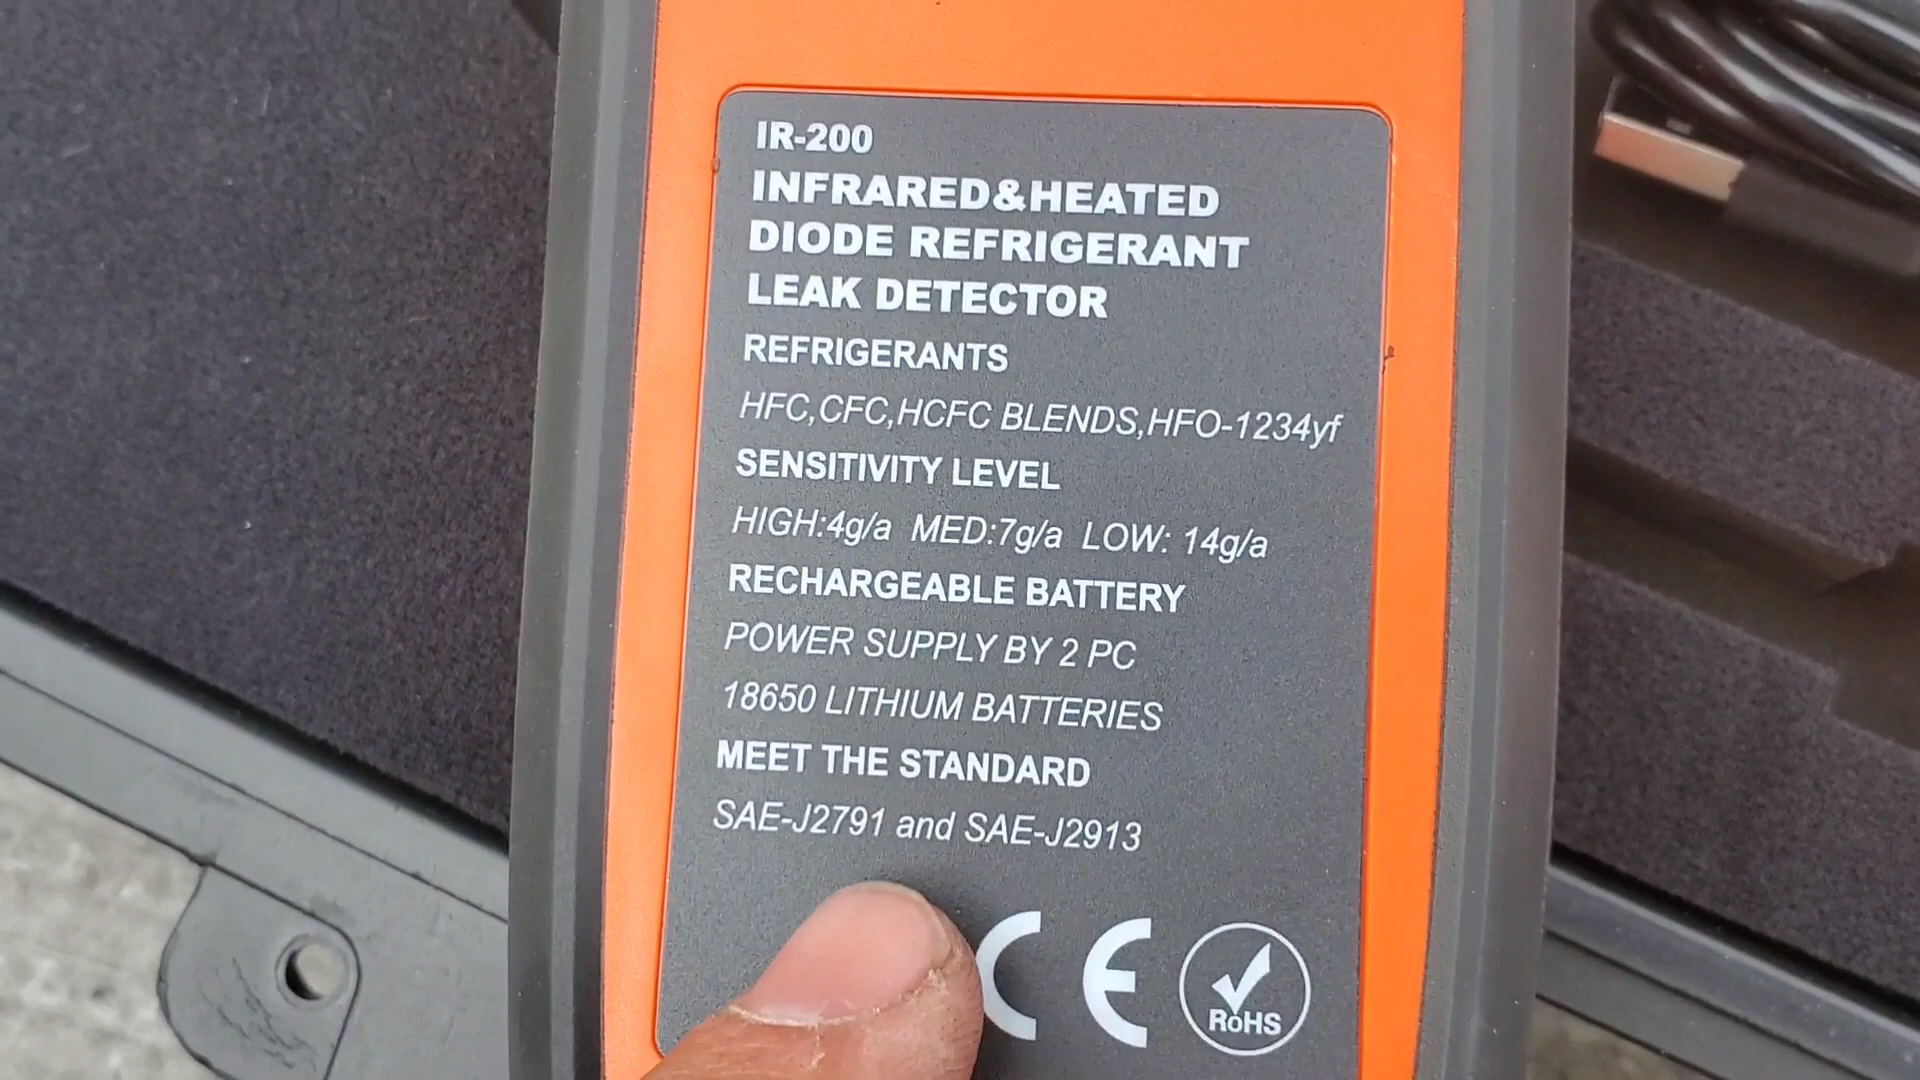 IR-200
INFRARED&HEATED
DIODE REFRIGERANT
LEAK DETECTOR
REFRIGERANTS
HFC,CFC,HCFC BLENDS,HFO-1234yf
SENSITIVITY LEVEL
HIGH:4g/a MED:7g/a LOW: 14g/a
RECHARGEABLE BATTERY
POWER SUPPLY BY 2 PC
18650 LITHIUM BATTERIES
MEET THE STANDARD
SAE-J2791 and SAE-J2913
CE RoHS